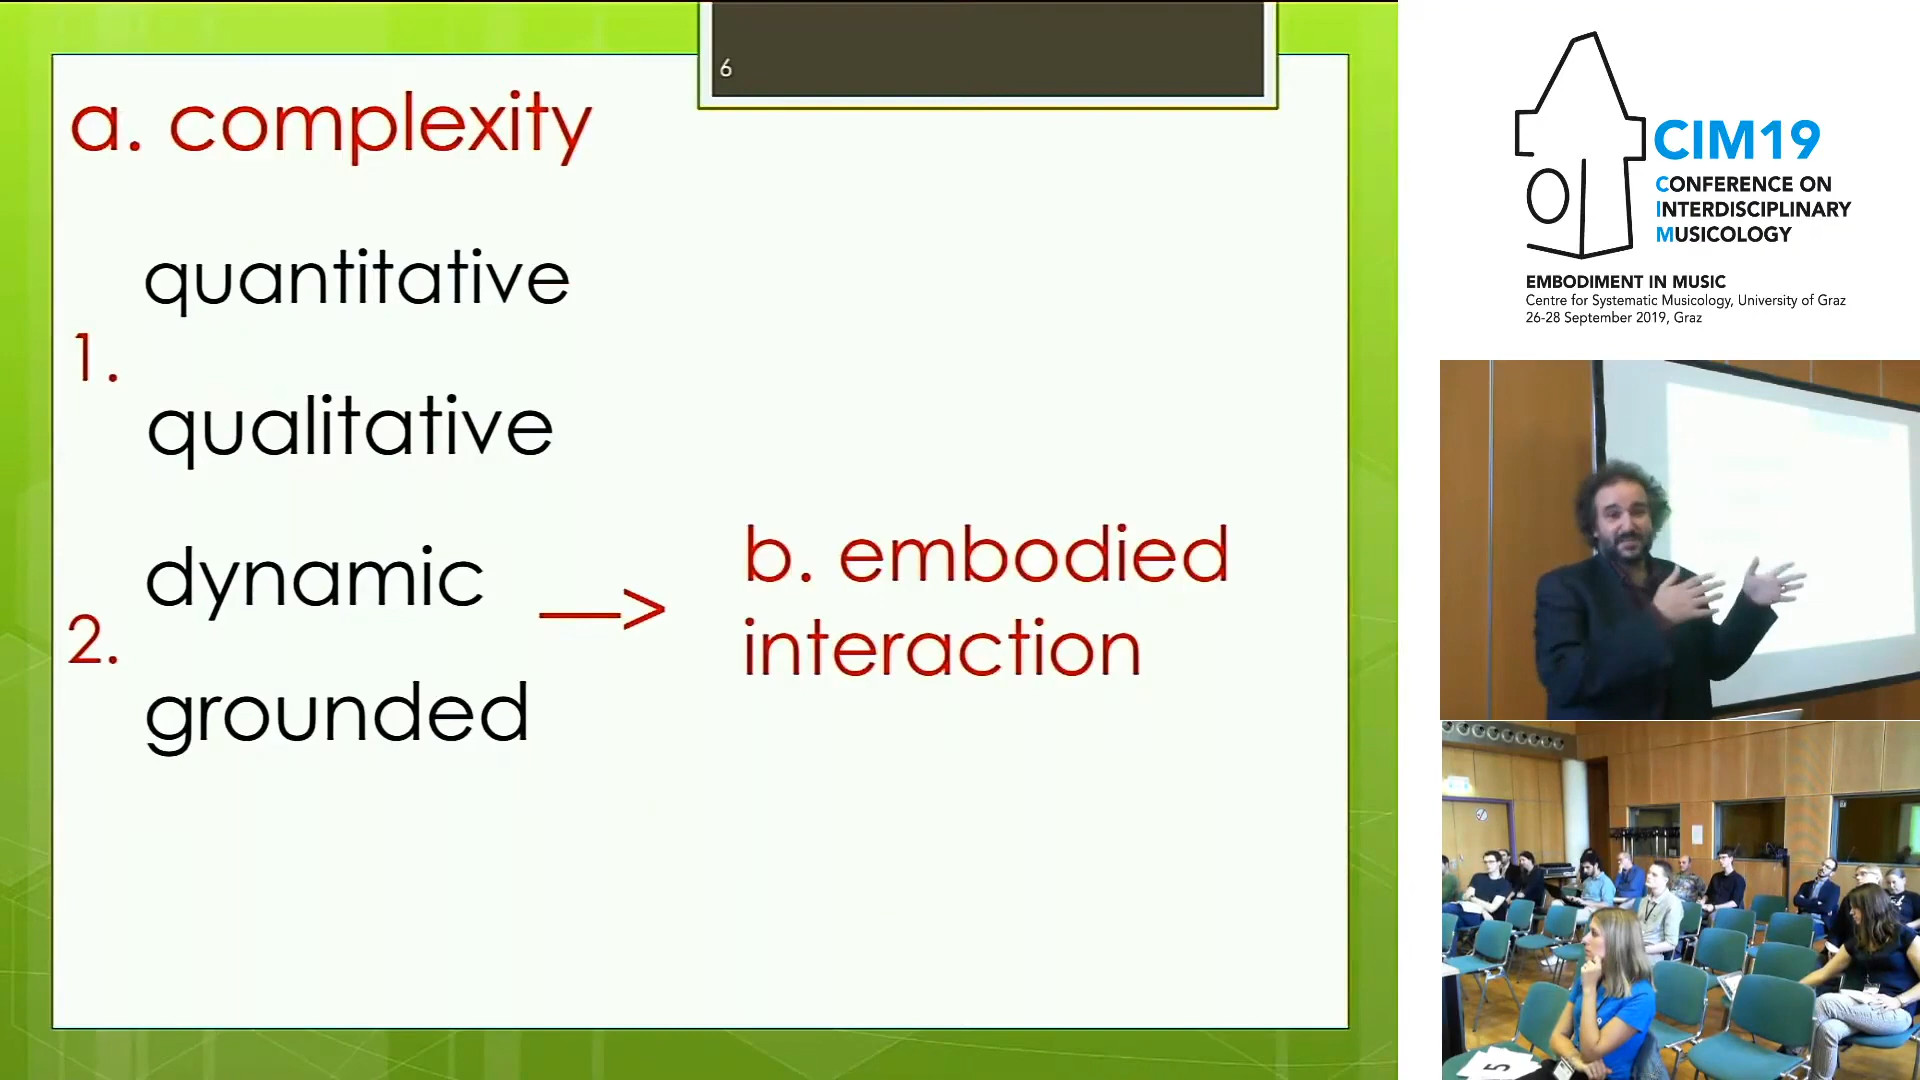 6
a. complexity
quantitative
1.
qualitative
dynamic
2.
grounded
—>
b. embodied
interaction
CIM19
CONFERENCE ON
INTERDISCIPLINARY
MUSICOLOGY
EMBODIMENT IN MUSIC
Centre for Systematic Musicology, University of Graz
26-28 September 2019, Graz
5